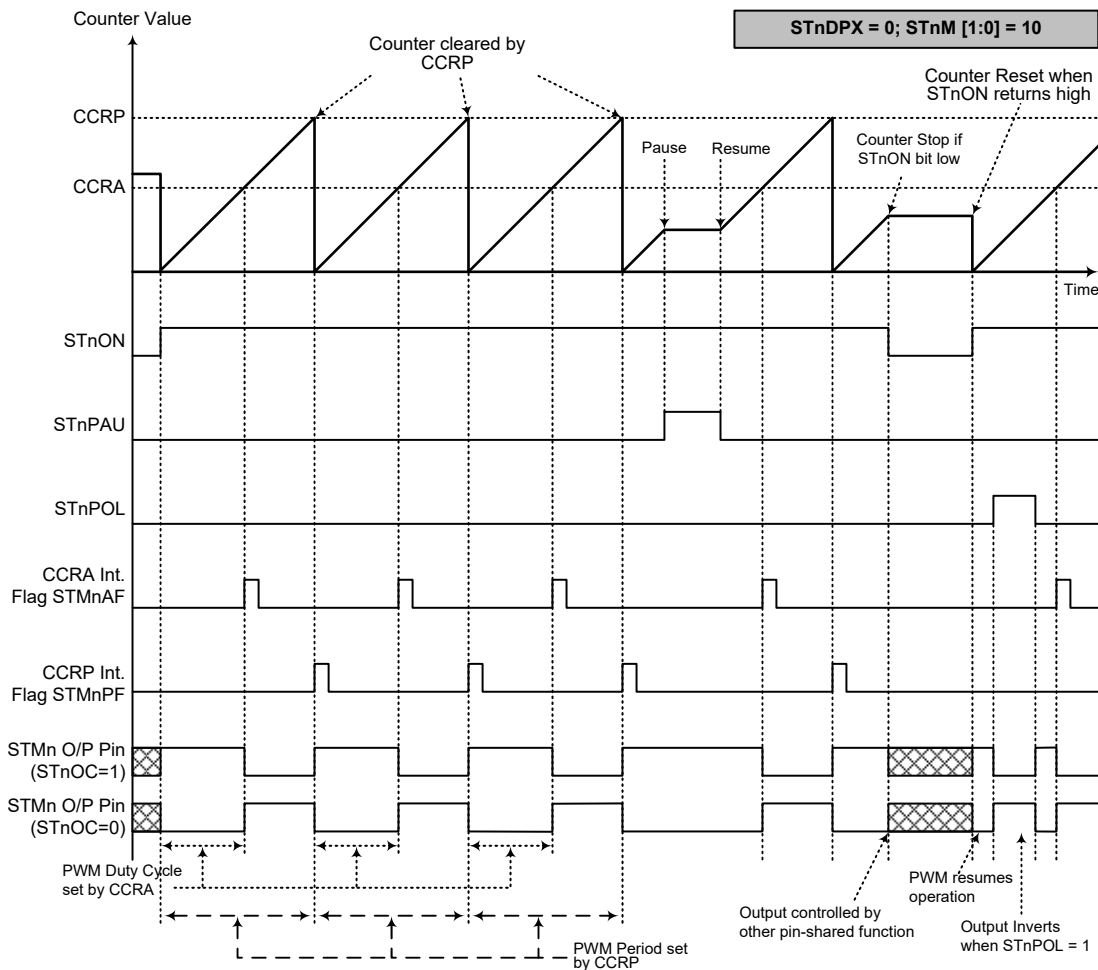 Counter Value
STnDPX = 0; STnM [1:0] = 10
Counter cleared by
CCRP
Counter Reset when
STnON returns high
CCRP
Pause
Resume
Counter Stop if
STnON bit low
CCRA
Time
STnON
STnPAU
STnPOL
CCRA Int.
Flag STMnAF
CCRP Int.
Flag STMnPF
STMn O/P Pin
(STnOC=1)
STMn O/P Pin
(STnOC=0)
PWM Duty Cycle
set by CCRA
PWM resumes
operation
Output controlled by
other pin-shared function
Output Inverts
when STnPOL = 1
PWM Period set
by CCRP